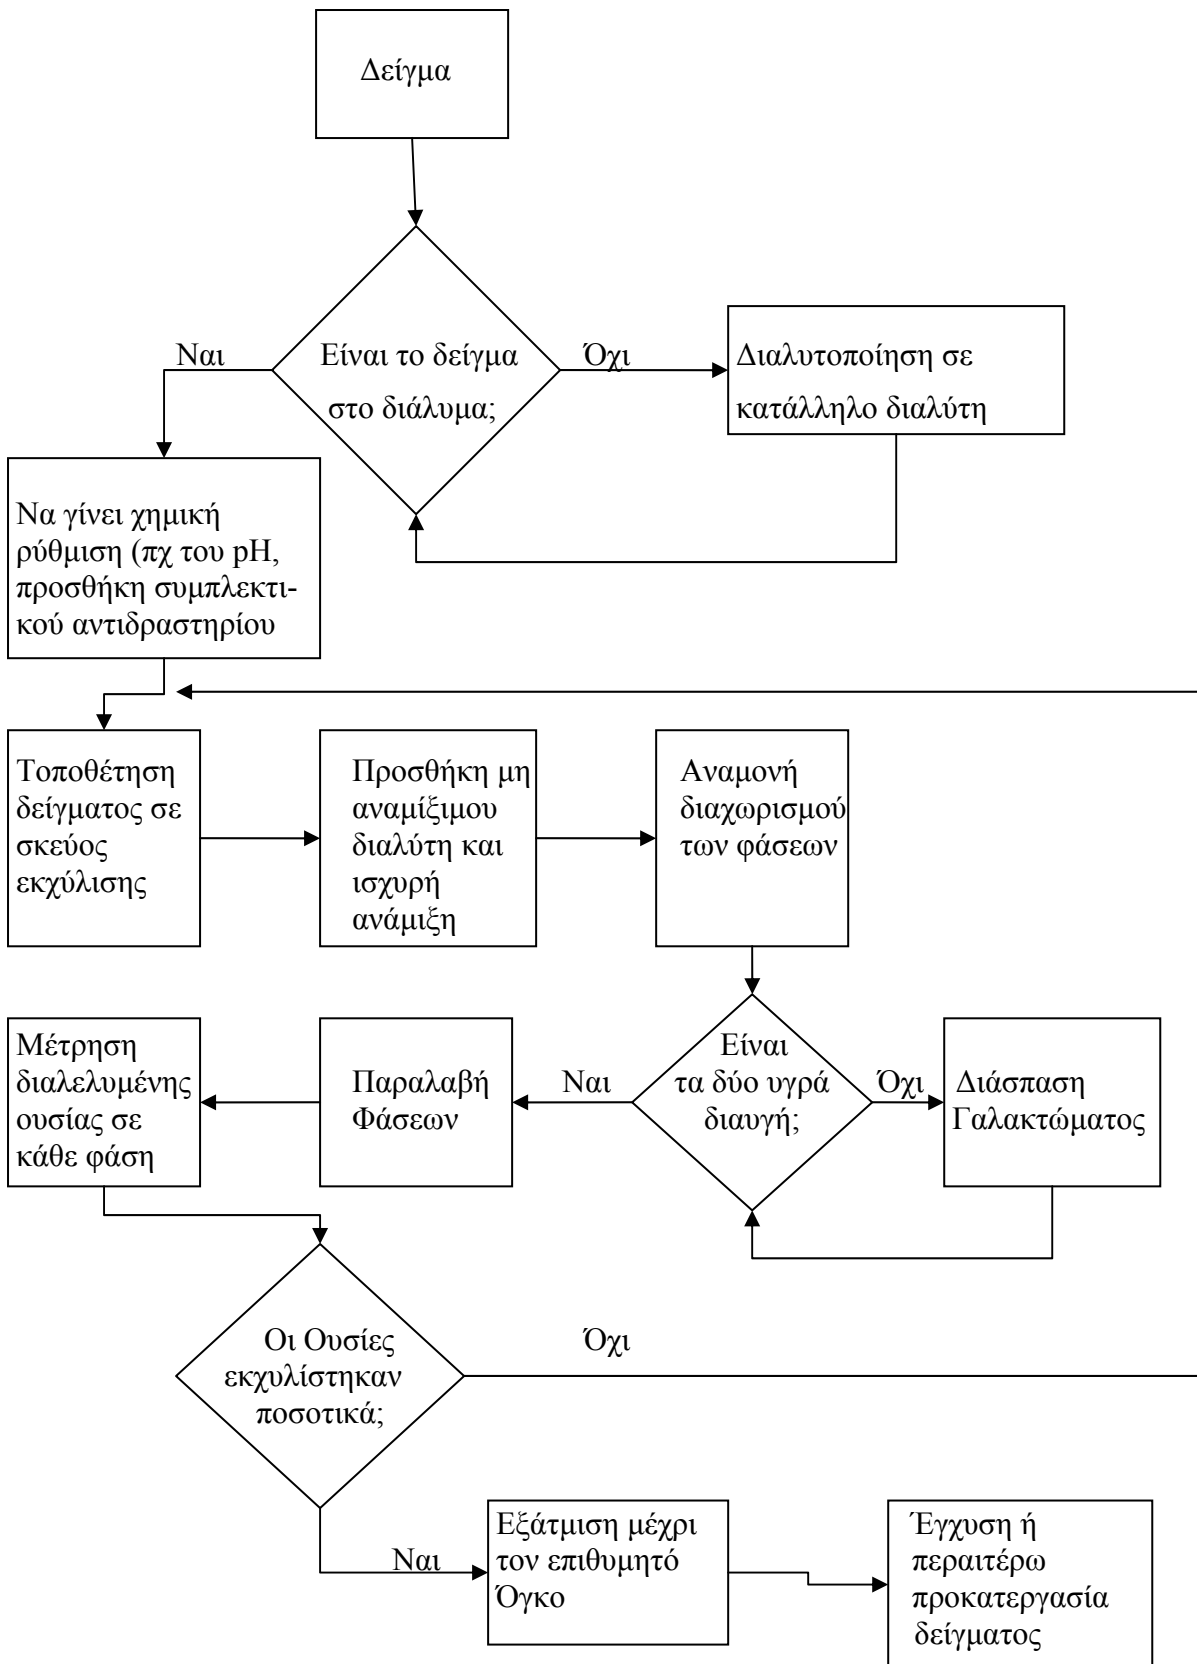 Δείγμα
Ναι
Είναι το δείγμα
στο διάλυμα;
Όχι
Διαλυτοποίηση σε
κατάλληλο διαλύτη
Να γίνει χημική
ρύθμιση (πχ του pH,
προσθήκη συμπλεκτι-
κού αντιδραστηρίου
Τοποθέτηση
δείγματος σε
σκεύος
εκχύλισης
Προσθήκη μη
αναμίξιμου
διαλύτη και
ισχυρή
ανάμιξη
Αναμονή
διαχωρισμού
των φάσεων
Είναι
τα δύο υγρά
διαυγή;
Όχι
Διάσπαση
Γαλακτώματος
Ναι
Παραλαβή
Φάσεων
Μέτρηση
διαλελυμένης
ουσίας σε
κάθε φάση
Οι Ουσίες
εκχυλίστηκαν
ποσοτικά;
Όχι
Ναι
Εξάτμιση μέχρι
τον επιθυμητό
Όγκο
Έγχυση ή
περαιτέρω
προκατεργασία
δείγματος